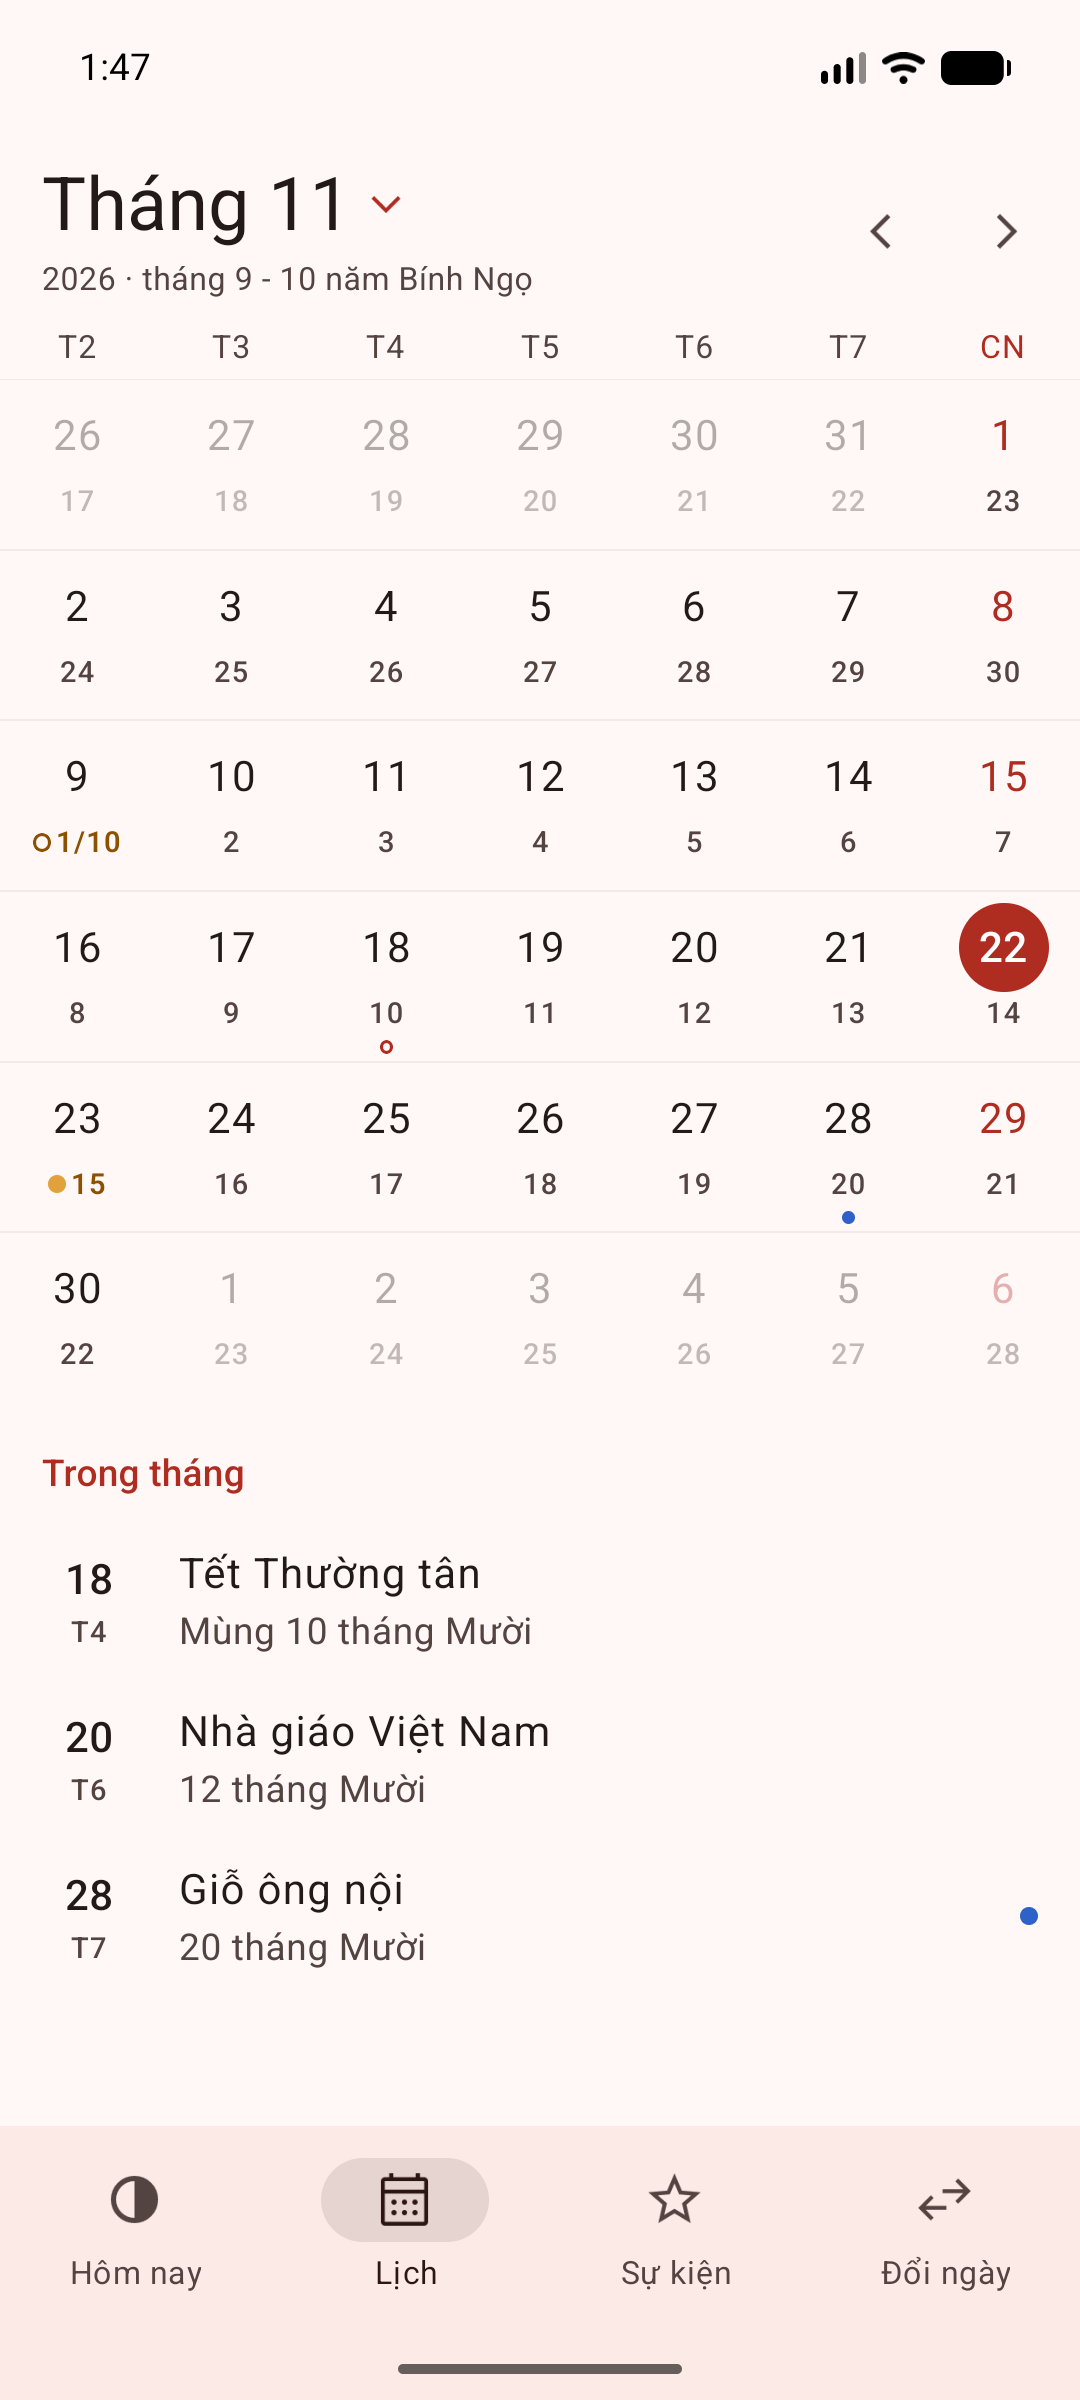 1:47
Tháng 11
2026 · tháng 9 - 10 năm Bính Ngọ
T2 T3 T4 T5 T6 T7 CN
26 27 28 29 30 31 1
17 18 19 20 21 22 23
2 3 4 5 6 7 8
24 25 26 27 28 29 30
9 10 11 12 13 14 15
1/10 2 3 4 5 6 7
16 17 18 19 20 21 22
8 9 10 11 12 13 14
23 24 25 26 27 28 29
15 16 17 18 19 20 21
30 1 2 3 4 5 6
22 23 24 25 26 27 28
Trong tháng
18 Tết Thường tân
T4 Mùng 10 tháng Mười
20 Nhà giáo Việt Nam
T6 12 tháng Mười
28 Giỗ ông nội
T7 20 tháng Mười
Hôm nay Lịch Sự kiện Đổi ngày